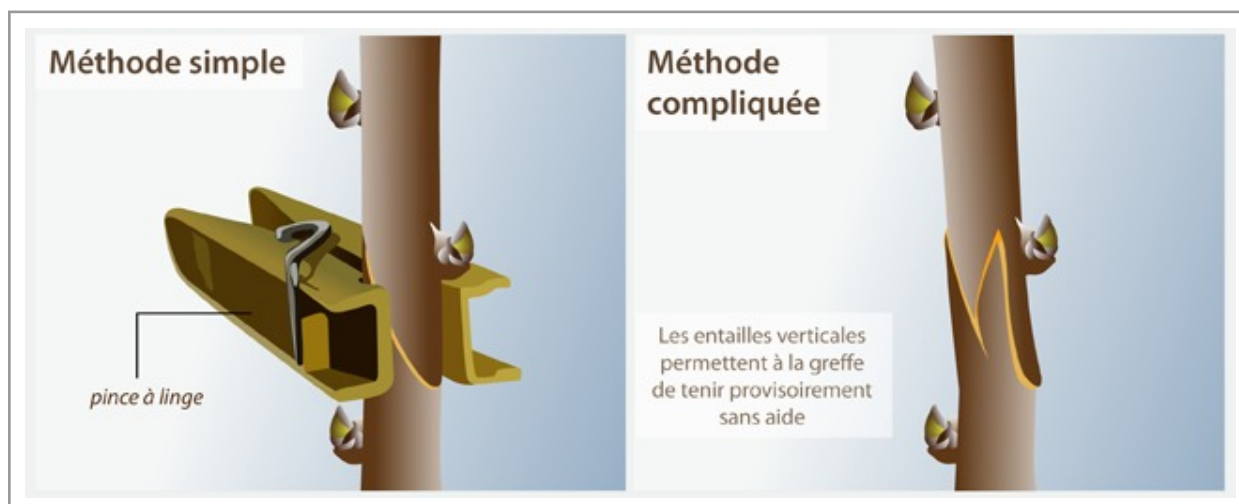 Méthode simple
pince à linge
Méthode
compliquée
Les entailles verticales
permettent à la greffe
de tenir provisoirement
sans aide